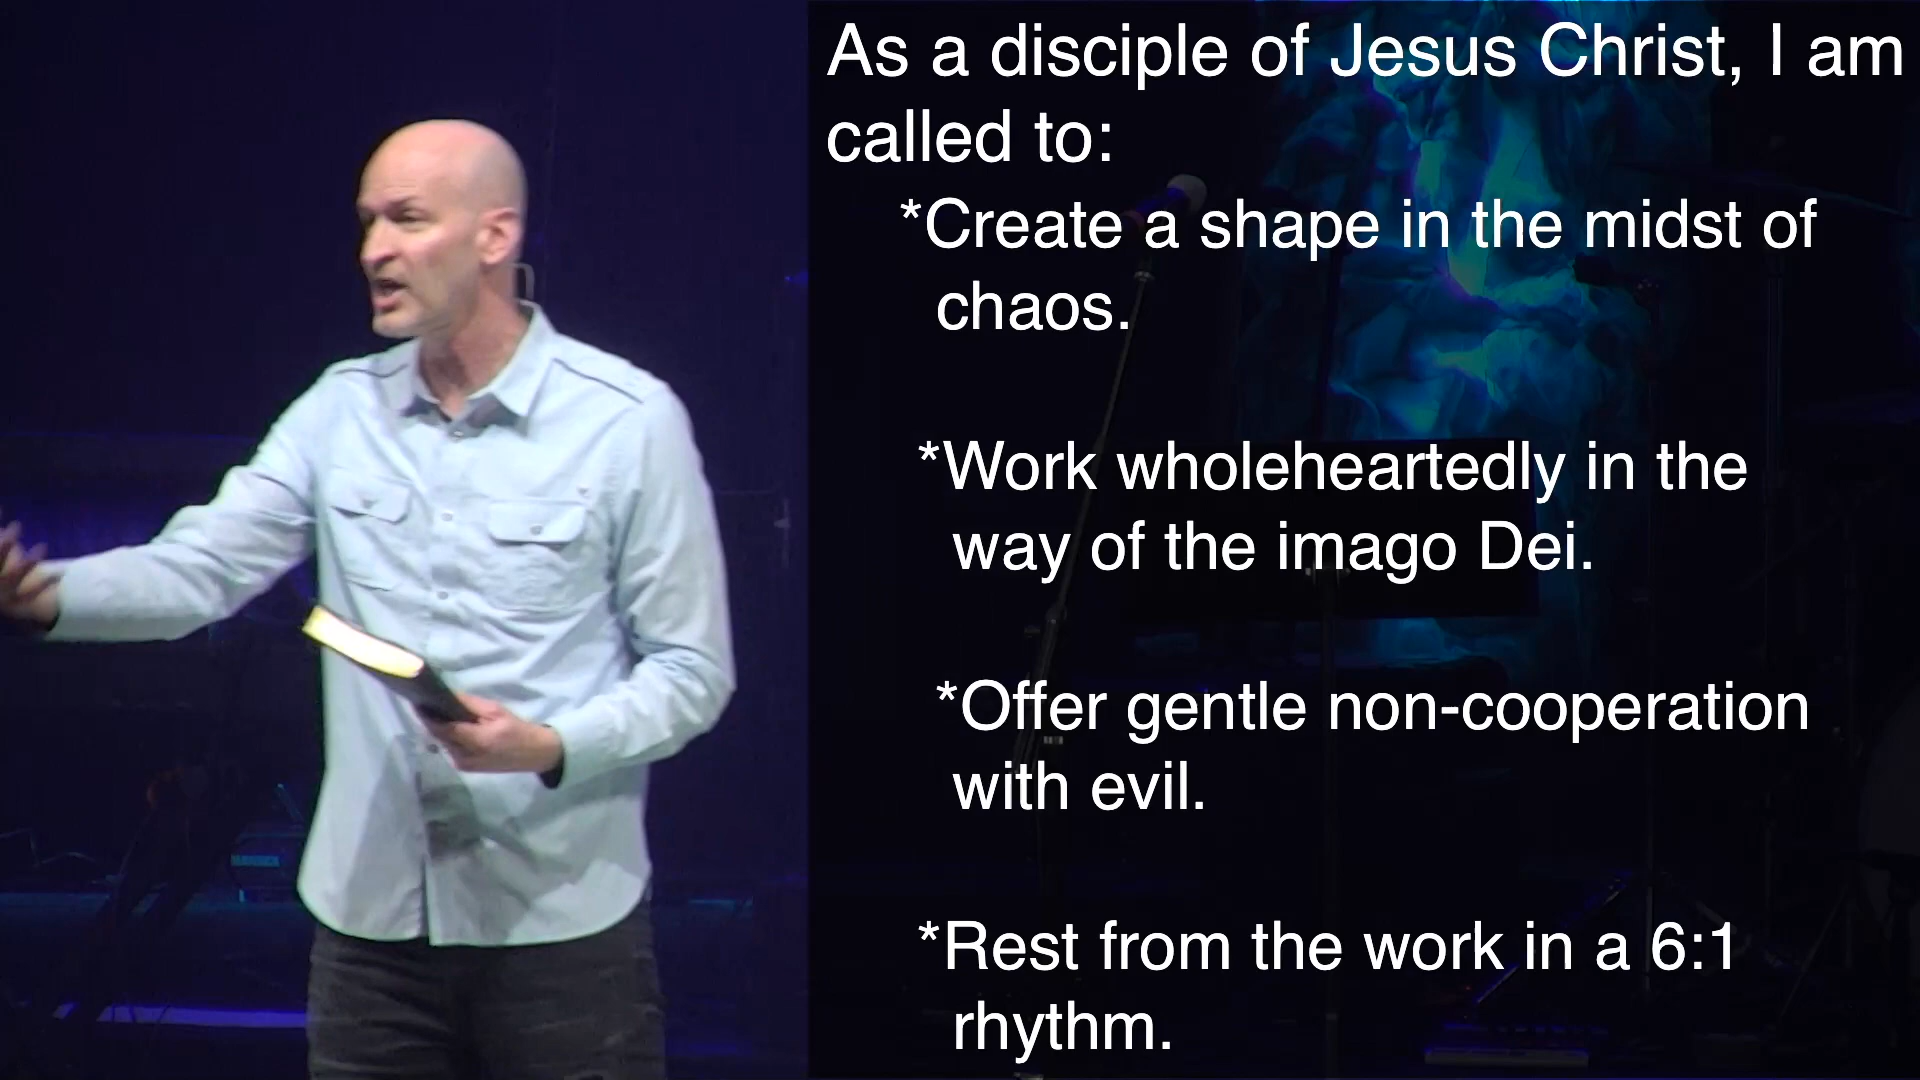 As a disciple of Jesus Christ, I am
called to:
*Create a shape in the midst of
chaos.
*Work wholeheartedly in the
way of the imago Dei.
*Offer gentle non-cooperation
with evil.
*Rest from the work in a 6:1
rhythm.